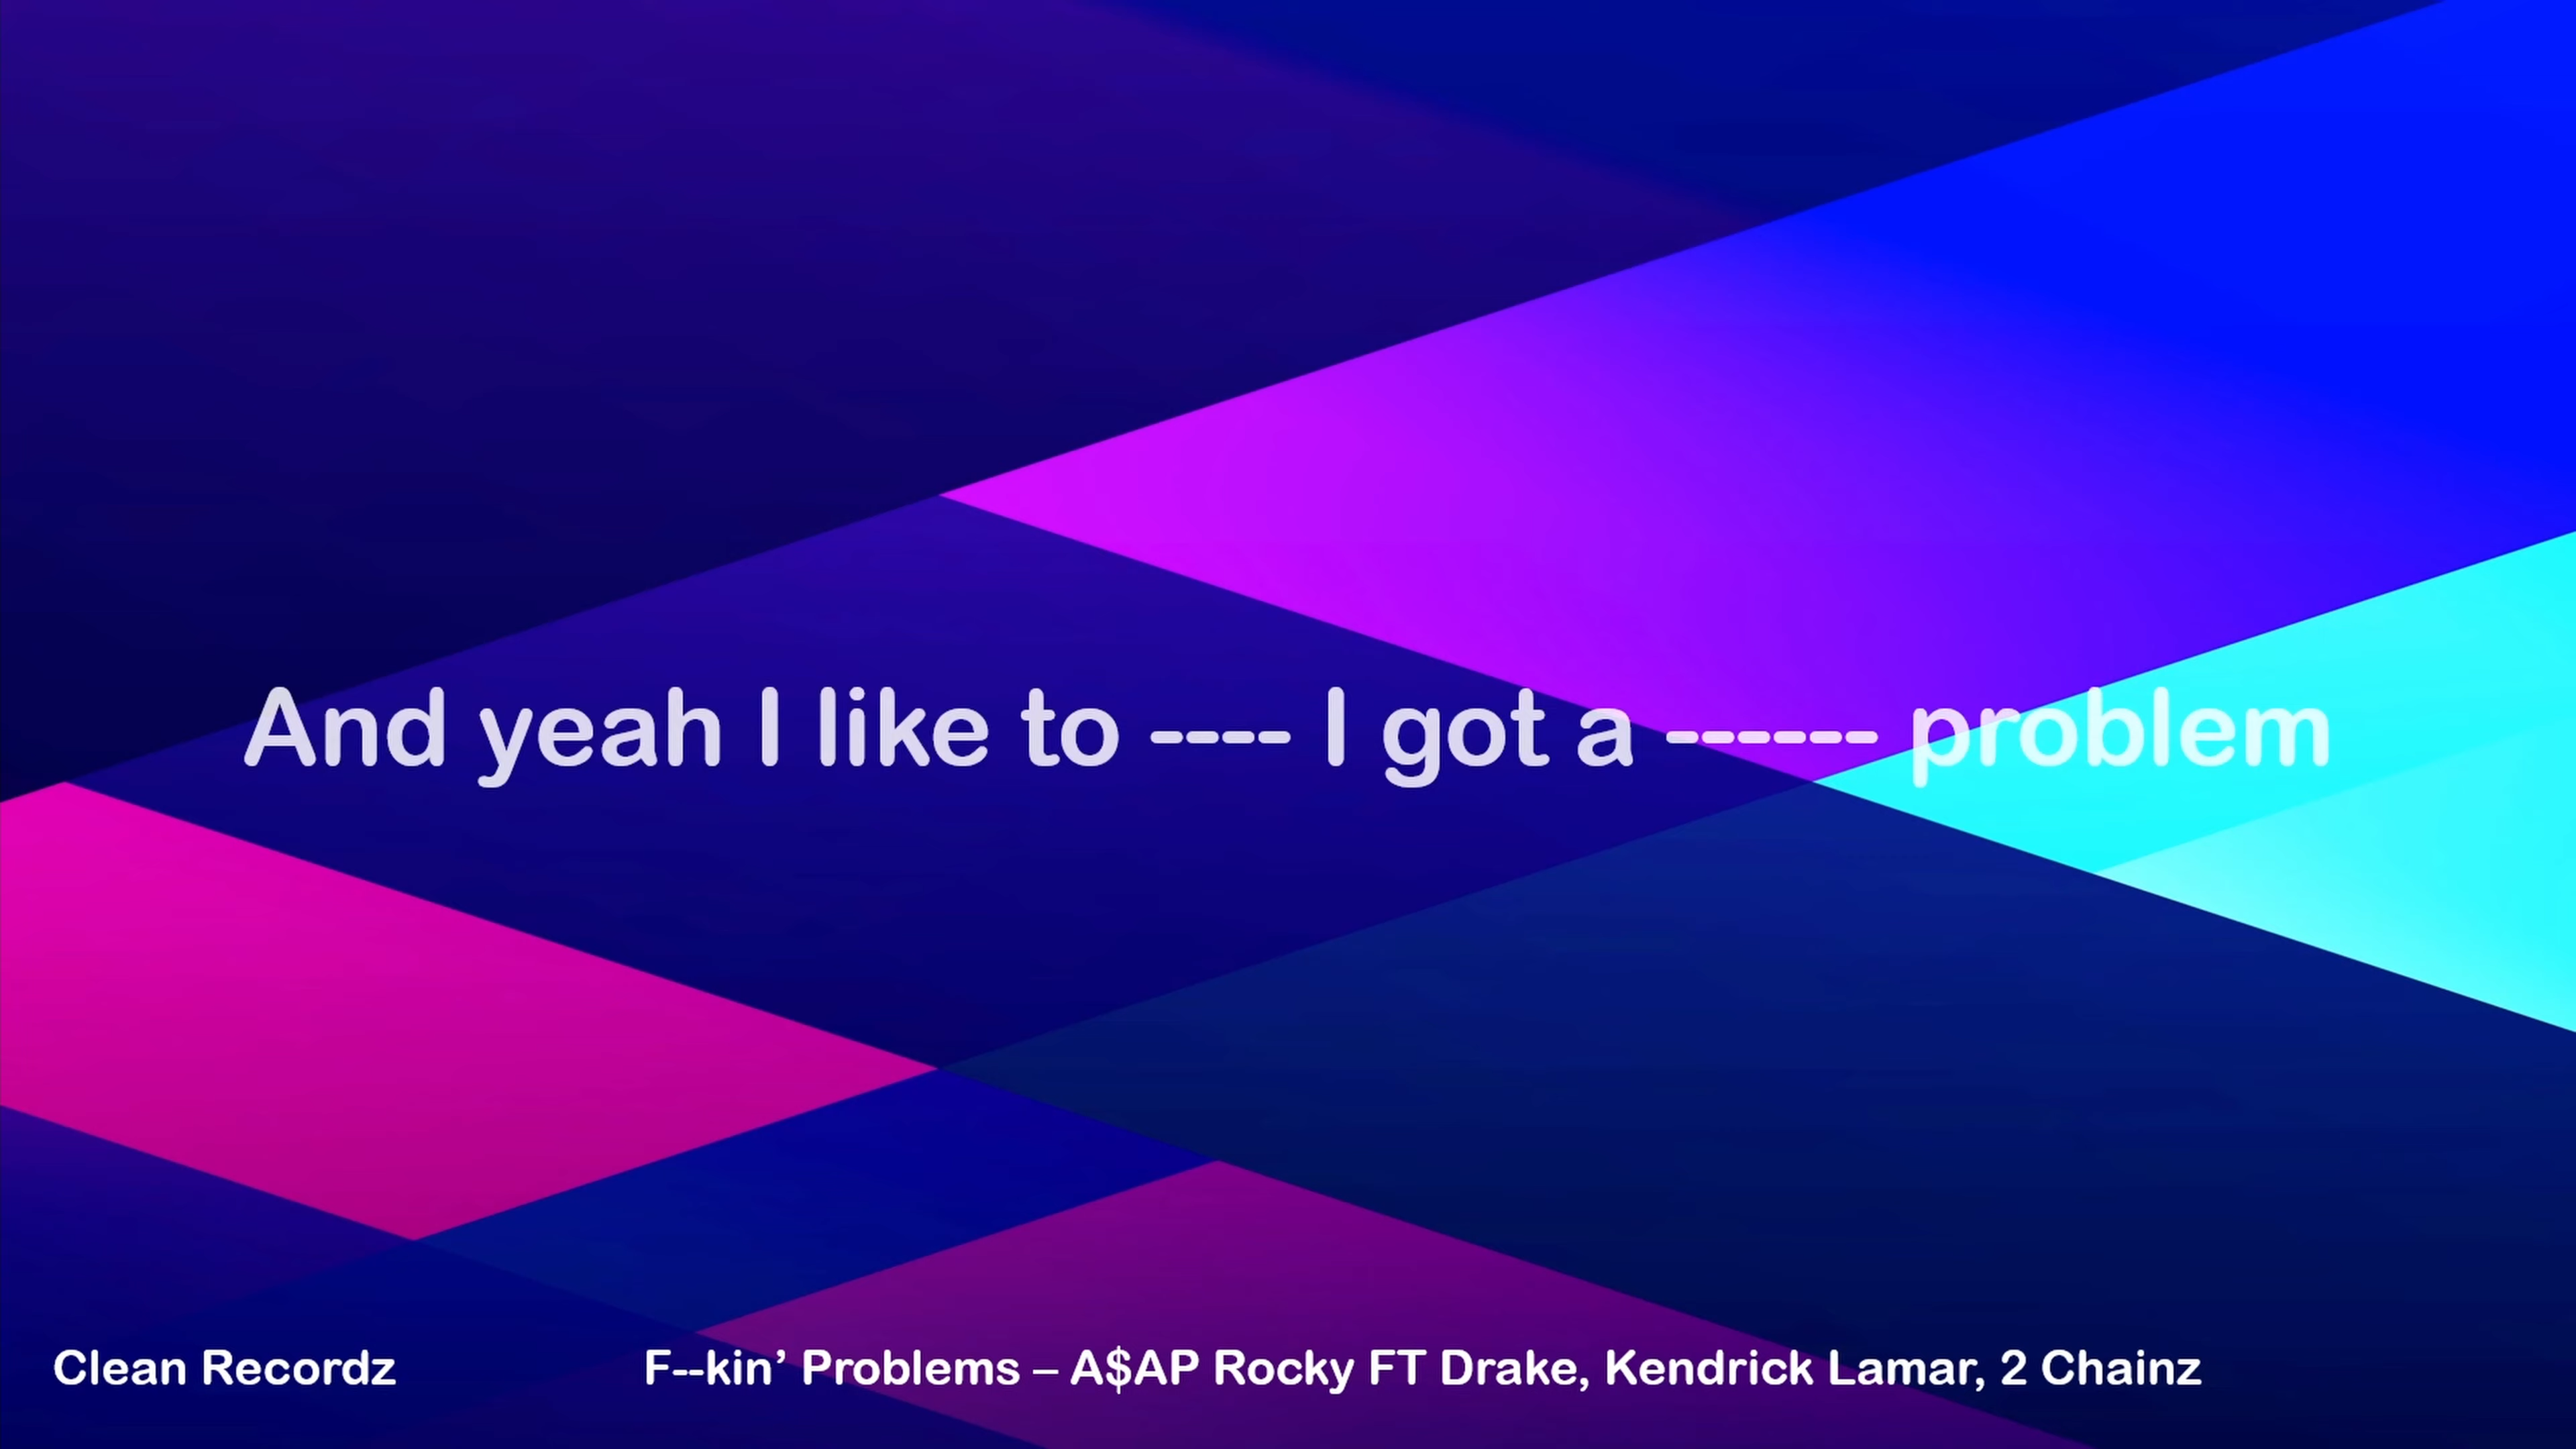 And yeah I like to ---- I got a ------ problem
Clean Recordz
F--kin’ Problems – A$AP Rocky FT Drake, Kendrick Lamar, 2 Chainz